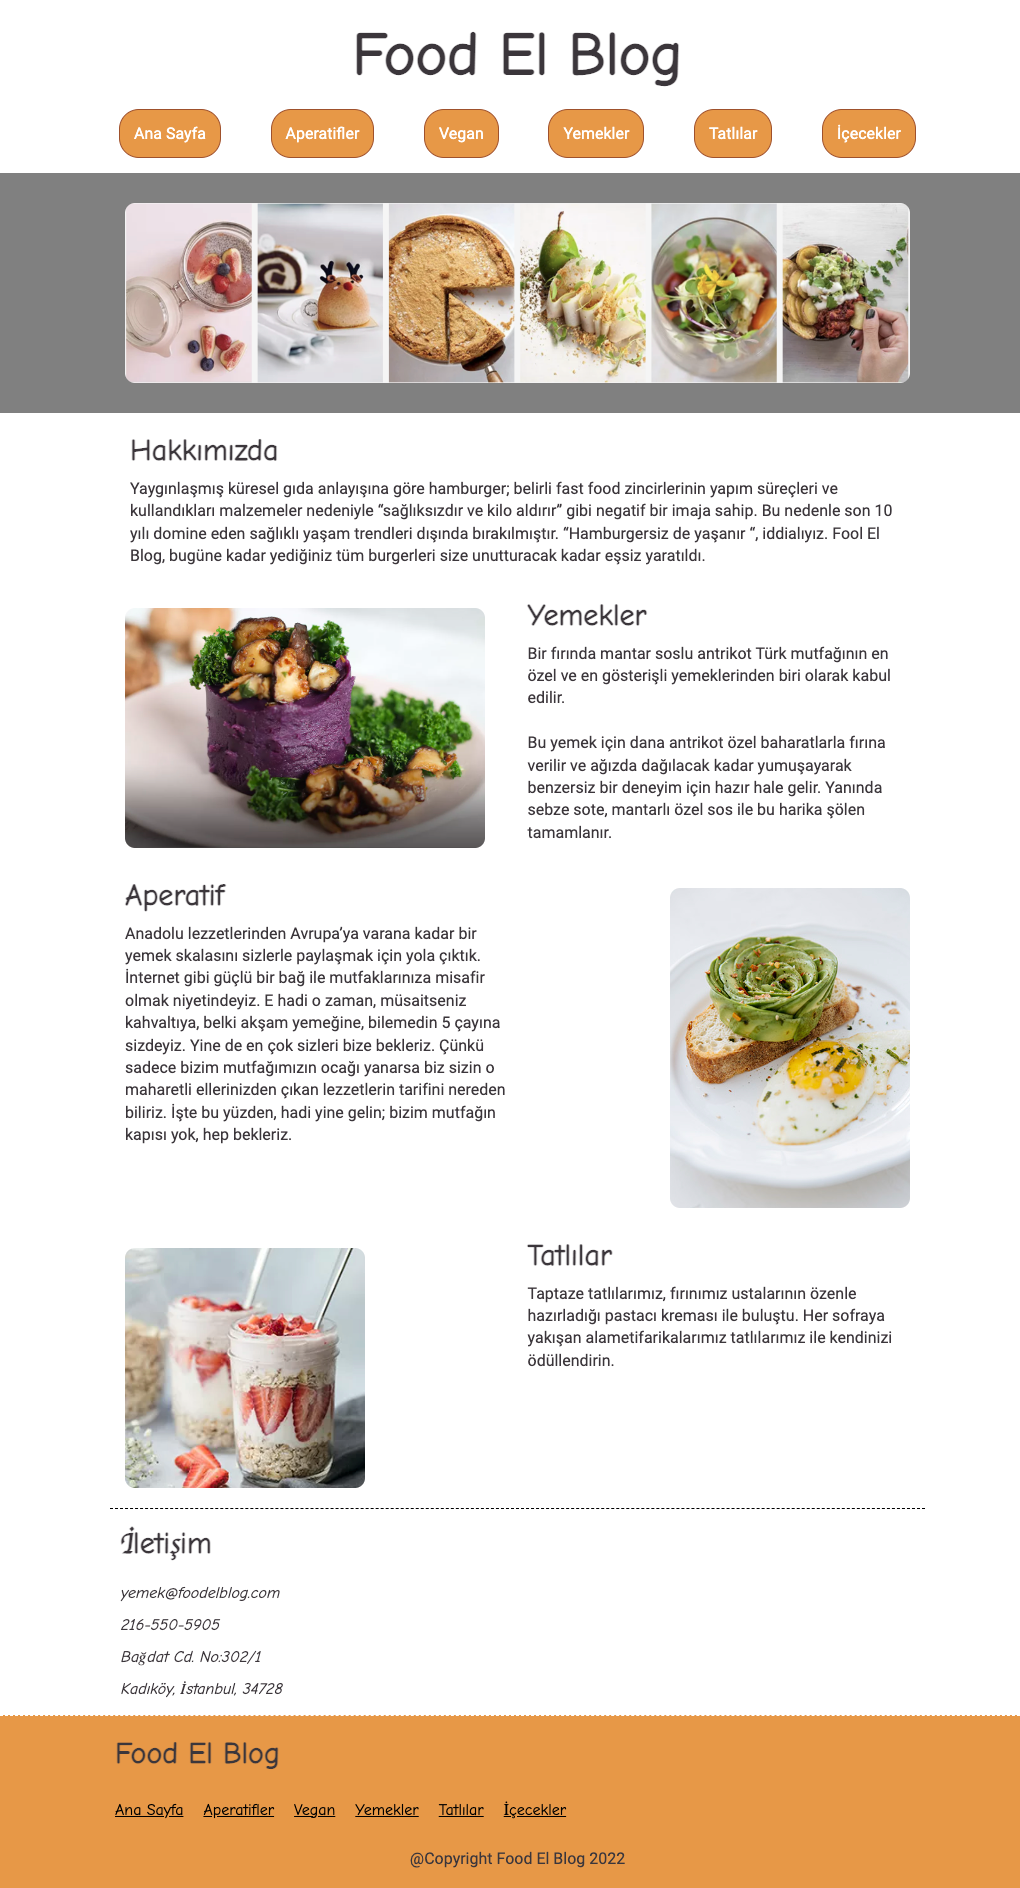 Food El Blog
Ana Sayfa
Aperatifler
Vegan
Yemekler
Tatlılar
İçecekler
Hakkımızda
Yaygınlaşmış küresel gıda anlayışına göre hamburger; belirli fast food zincirlerinin yapım süreçleri ve
kullandıkları malzemeler nedeniyle “sağlıksızdır ve kilo aldırır” gibi negatif bir imaja sahip. Bu nedenle son 10
yılı domine eden sağlıklı yaşam trendleri dışında bırakılmıştır. “Hamburgersiz de yaşanır “, iddialıyız. Fool El
Blog, bugüne kadar yediğiniz tüm burgerleri size unutturacak kadar eşsiz yaratıldı.
Yemekler
Bir fırında mantar soslu antrikot Türk mutfağının en
özel ve en gösterişli yemeklerinden biri olarak kabul
edilir.
Bu yemek için dana antrikot özel baharatlarla fırına
verilir ve ağızda dağılacak kadar yumuşayarak
benzersiz bir deneyim için hazır hale gelir. Yanında
sebze sote, mantarlı özel sos ile bu harika şölen
tamamlanır.
Aperatif
Anadolu lezzetlerinden Avrupa’ya varana kadar bir
yemek skalasını sizlerle paylaşmak için yola çıktık.
İnternet gibi güçlü bir bağ ile mutfaklarınıza misafir
olmak niyetindeyiz. E hadi o zaman, müsaitseniz
kahvaltıya, belki akşam yemeğine, bilemedin 5 çayına
sizdeyiz. Yine de en çok sizleri bize bekleriz. Çünkü
sadece bizim mutfağımızın ocağı yanarsa biz sizin o
maharetli ellerinizden çıkan lezzetlerin tarifini nereden
biliriz. İşte bu yüzden, hadi yine gelin; bizim mutfağın
kapısı yok, hep bekleriz.
Tatlılar
Taptaze tatlılarımız, fırınımız ustalarının özenle
hazırladığı pastacı kreması ile buluştu. Her sofraya
yakışan alametifarikalarımız tatlılarımız ile kendinizi
ödüllendirin.
İletişim
yemek@foodelblog.com
216-550-5905
Bağdat Cd. No:302/1
Kadıköy, İstanbul, 34728
Food El Blog
Ana Sayfa Aperatifler Vegan Yemekler Tatlılar İçecekler
@Copyright Food El Blog 2022